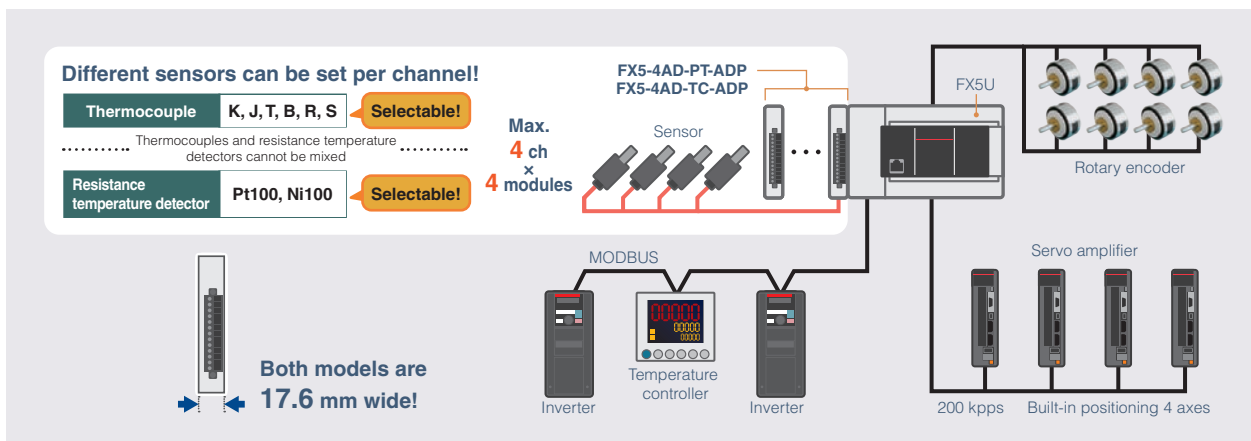 Different sensors can be set per channel!
Thermocouple
K, J, T, B, R, S
Selectable!
Thermocouples and resistance temperature
detectors cannot be mixed
Resistance
temperature detector
Pt100, Ni100
Selectable!
Max.
4 ch
×
4 modules
Sensor
FX5-4AD-PT-ADP
FX5-4AD-TC-ADP
FX5U
Rotary encoder
MODBUS
Servo amplifier
00000
00000
00000
Both models are
17.6 mm wide!
Inverter
Temperature
controller
Inverter
200 kpps
Built-in positioning 4 axes